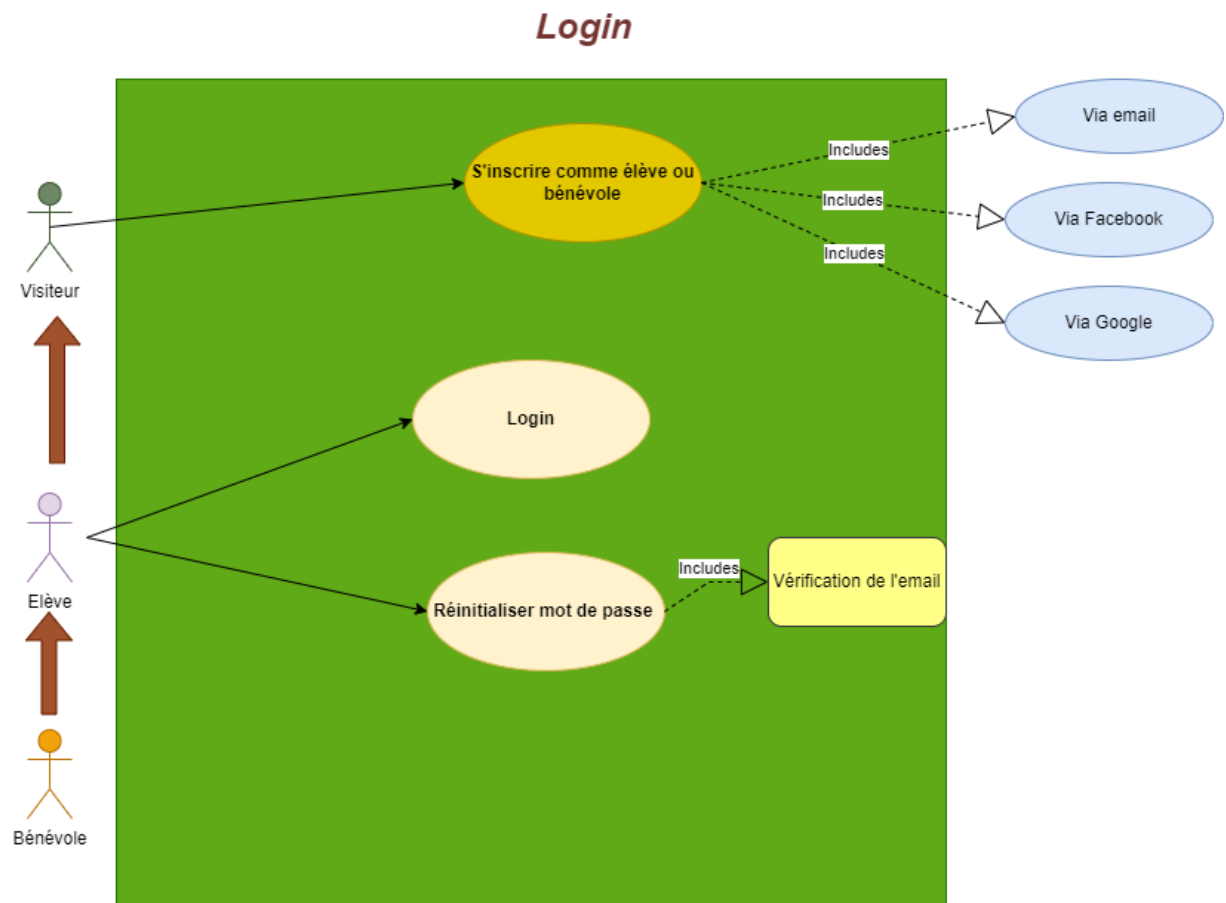 Login
Via email
Includes
S'inscrire comme élève ou
bénévole
Includes
Via Facebook
Includes
Visiteur
Via Google
Login
Includes
Vérification de l'email
Elève
Réinitialiser mot de passe
Bénévole